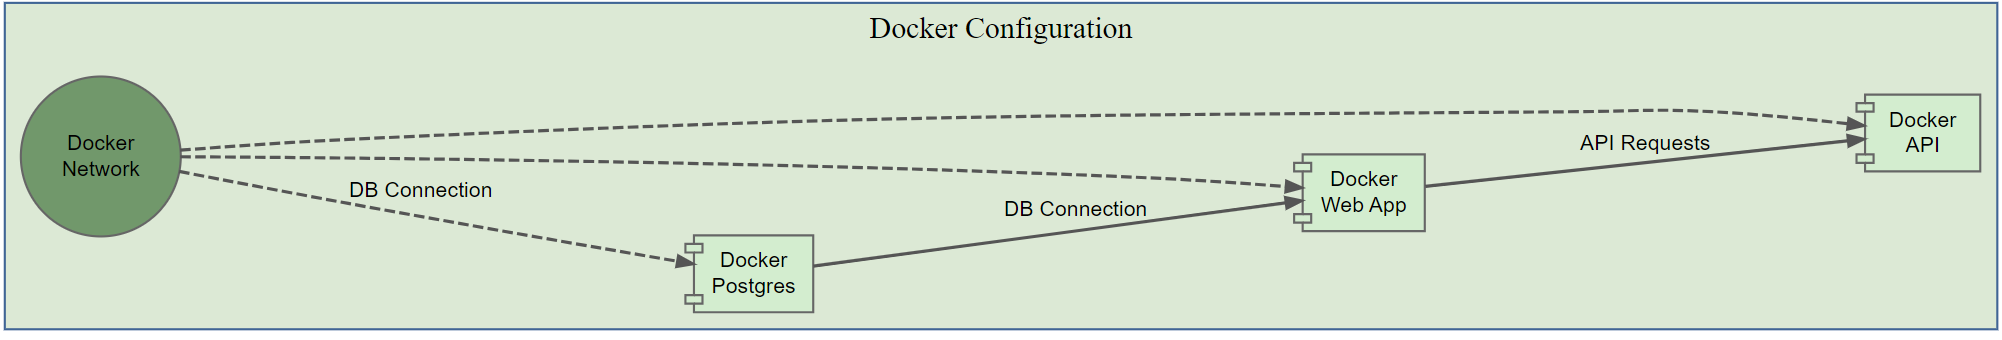 Docker Configuration
Docker
Network
DB Connection
Docker
Postgres
DB Connection
Docker
Web App
API Requests
Docker
API